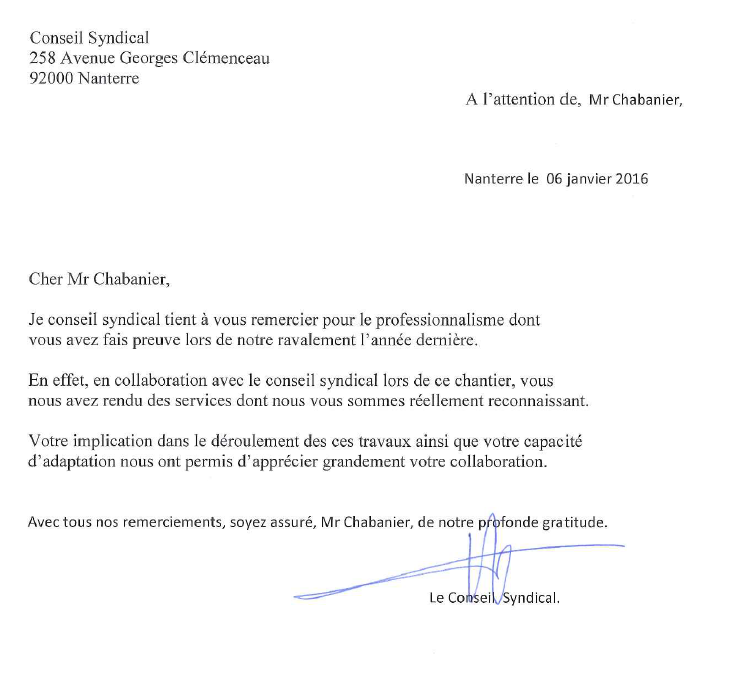 Conseil Syndical
258 Avenue Georges Clémenceau
92000 Nanterre
A l'attention de, Mr Chabanier,
Nanterre le 06 janvier 2016
Cher Mr Chabanier,
Je conseil syndical tient à vous remercier pour le professionnalisme dont
vous avez fais preuve lors de notre ravalement l'année dernière.
En effet, en collaboration avec le conseil syndical lors de ce chantier, vous
nous avez rendu des services dont nous vous sommes réellement reconnaissant.
Votre implication dans le déroulement des ces travaux ainsi que votre capacité
d'adaptation nous ont permis d'apprécier grandement votre collaboration.
Avec tous nos remerciements, soyez assuré, Mr Chabanier, de notre profonde gratitude.
Le Conseil Syndical.